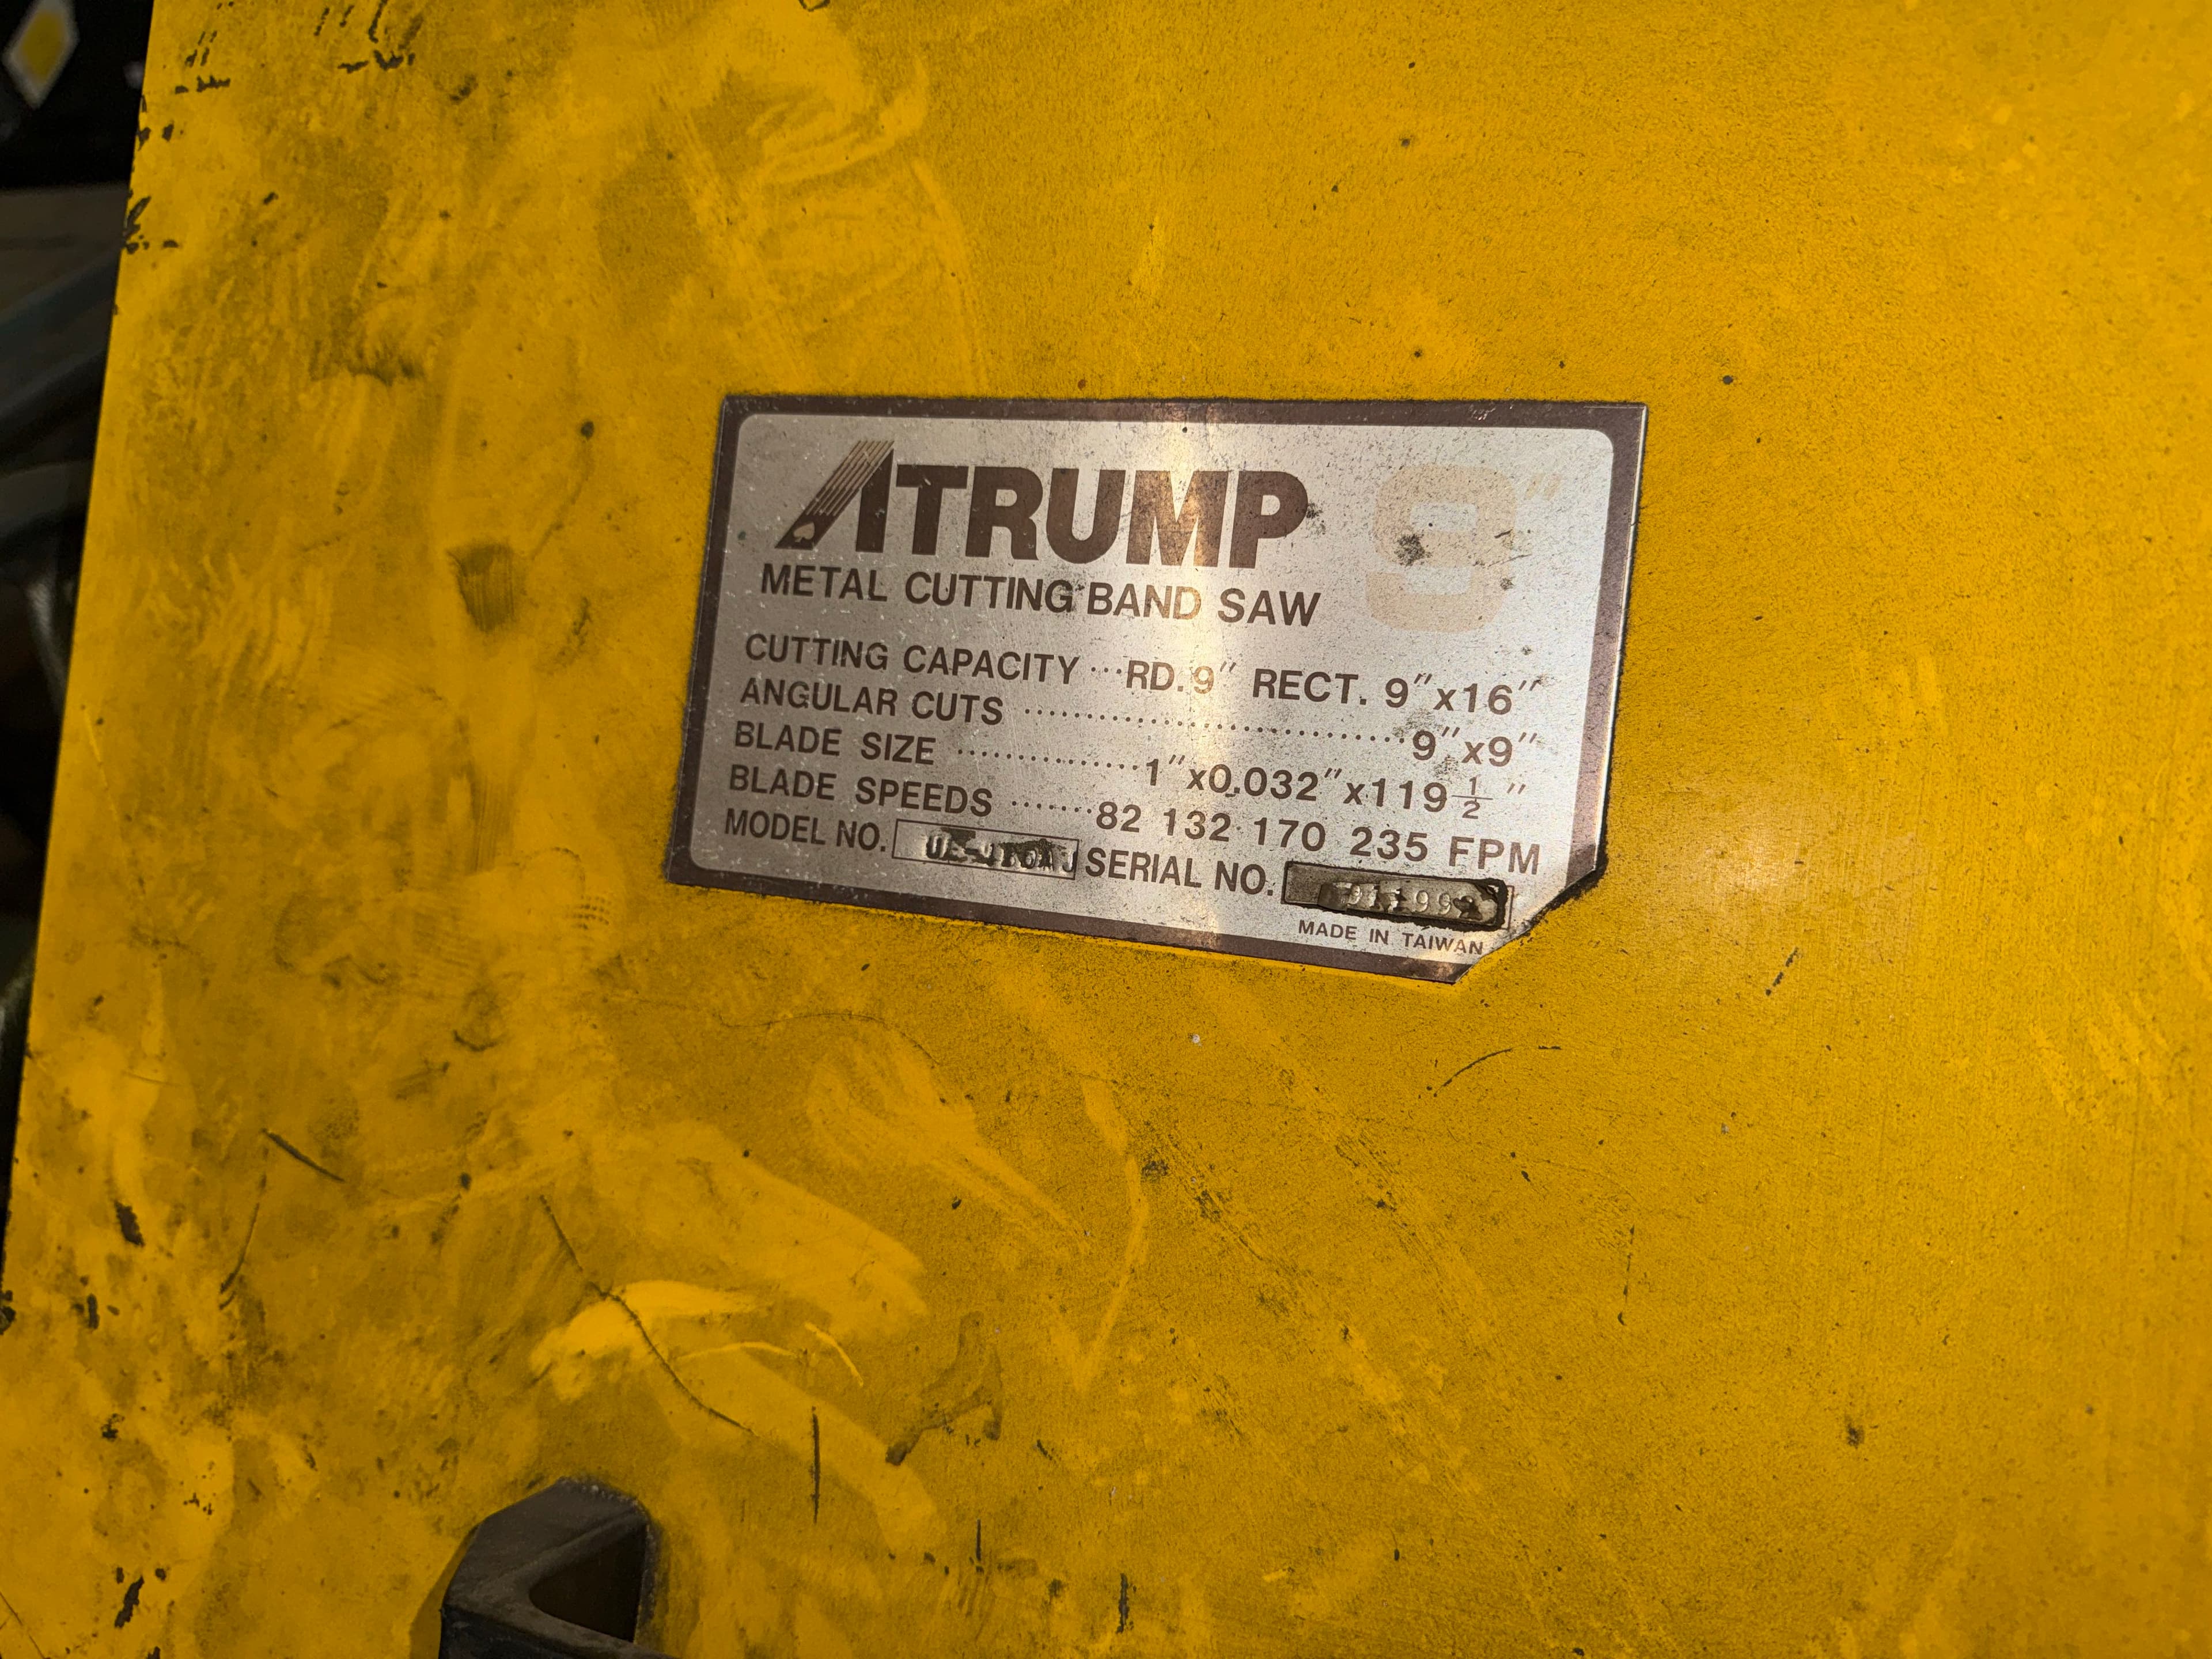 ATRUMP 9"
METAL CUTTING BAND SAW
CUTTING CAPACITY ··· RD. 9" RECT. 9"x16"
ANGULAR CUTS ······························ 9"x9"
BLADE SIZE ··············· 1"x0.032"x119 1/2"
BLADE SPEEDS ······· 82 132 170 235 FPM
MODEL NO. SERIAL NO.
MADE IN TAIWAN